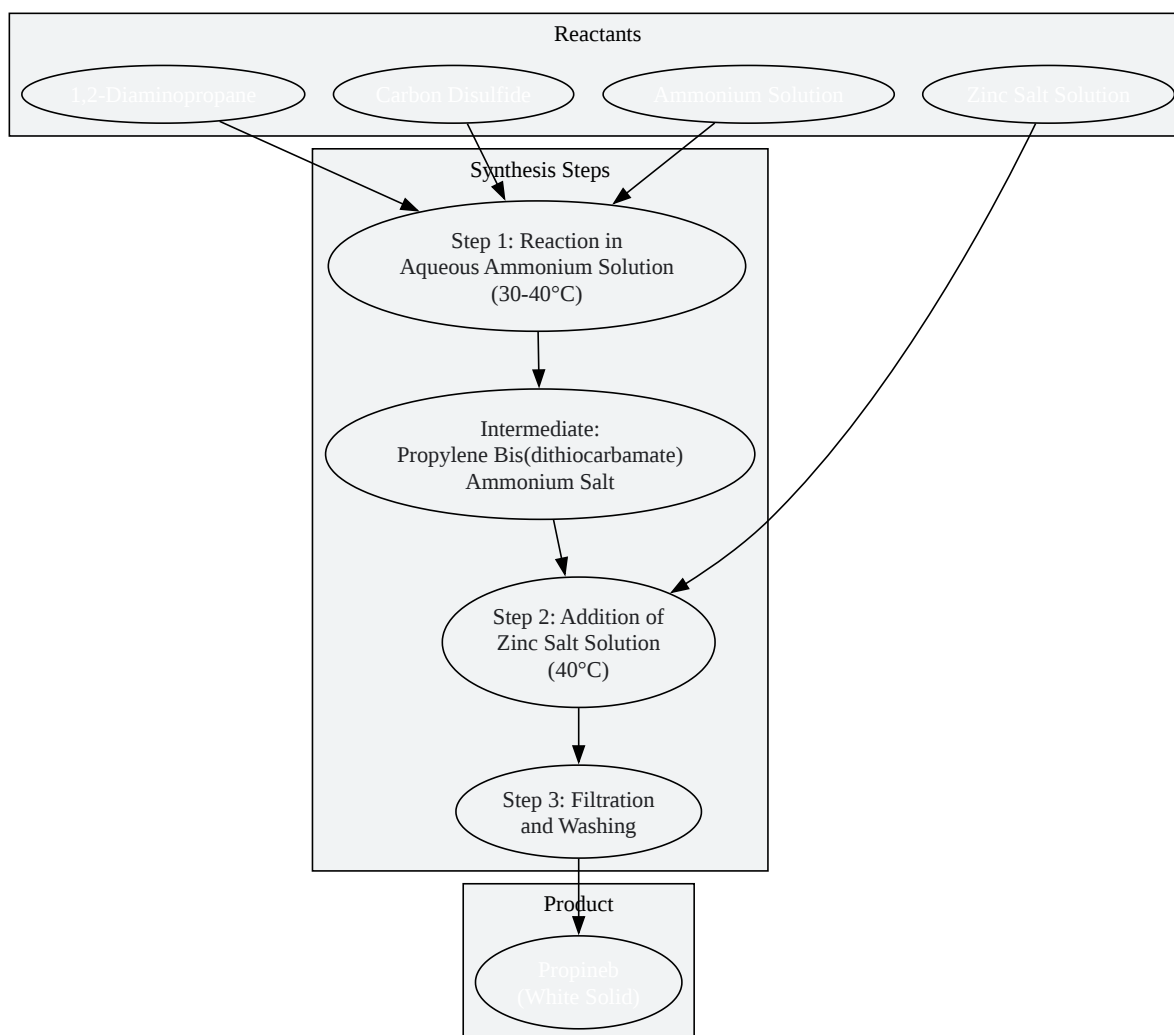 Reactants
1,2-Diaminopropane
Carbon Disulfide
Ammonium Solution
Zinc Salt Solution
Synthesis Steps
Step 1: Reaction in
Aqueous Ammonium Solution
(30-40°C)
Intermediate:
Propylene Bis(dithiocarbamate)
Ammonium Salt
Step 2: Addition of
Zinc Salt Solution
(40°C)
Step 3: Filtration
and Washing
Product
Propineb
(White Solid)